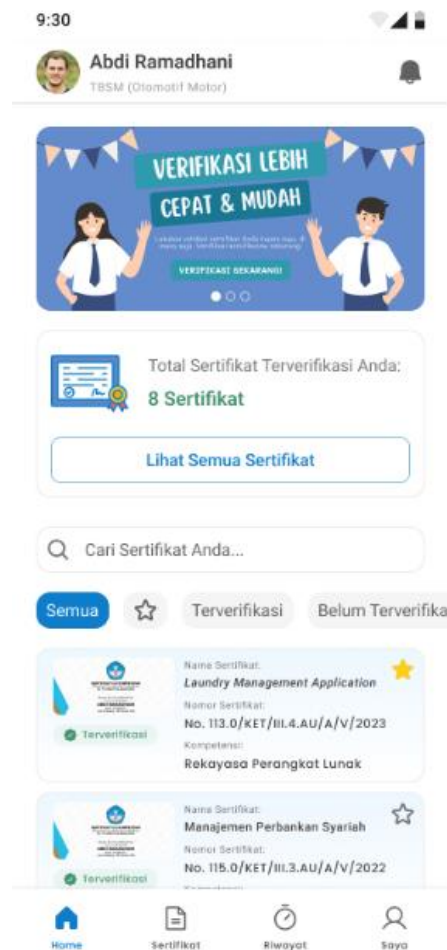 9:30
Abdi Ramadhani
TBSM (Otomotif Motor)
VERIFIKASI LEBIH
CEPAT & MUDAH
VERIFIKASI SEKARANG!
Total Sertifikat Terverifikasi Anda:
8 Sertifikat
Lihat Semua Sertifikat
Cari Sertifikat Anda...
Semua
Terverifikasi
Belum Terverifika
Nama Sertifikat:
Laundry Management Application
Nomor Sertifikat:
No. 113.0/KET/III.4.AU/A/V/2023
Terverifikasi
Kompetensi:
Rekayasa Perangkat Lunak
Nama Sertifikat:
Manajemen Perbankan Syariah
Nomor Sertifikat:
No. 115.0/KET/III.3.AU/A/V/2022
Terverifikasi
Home
Sertifikat
Riwayat
Saya